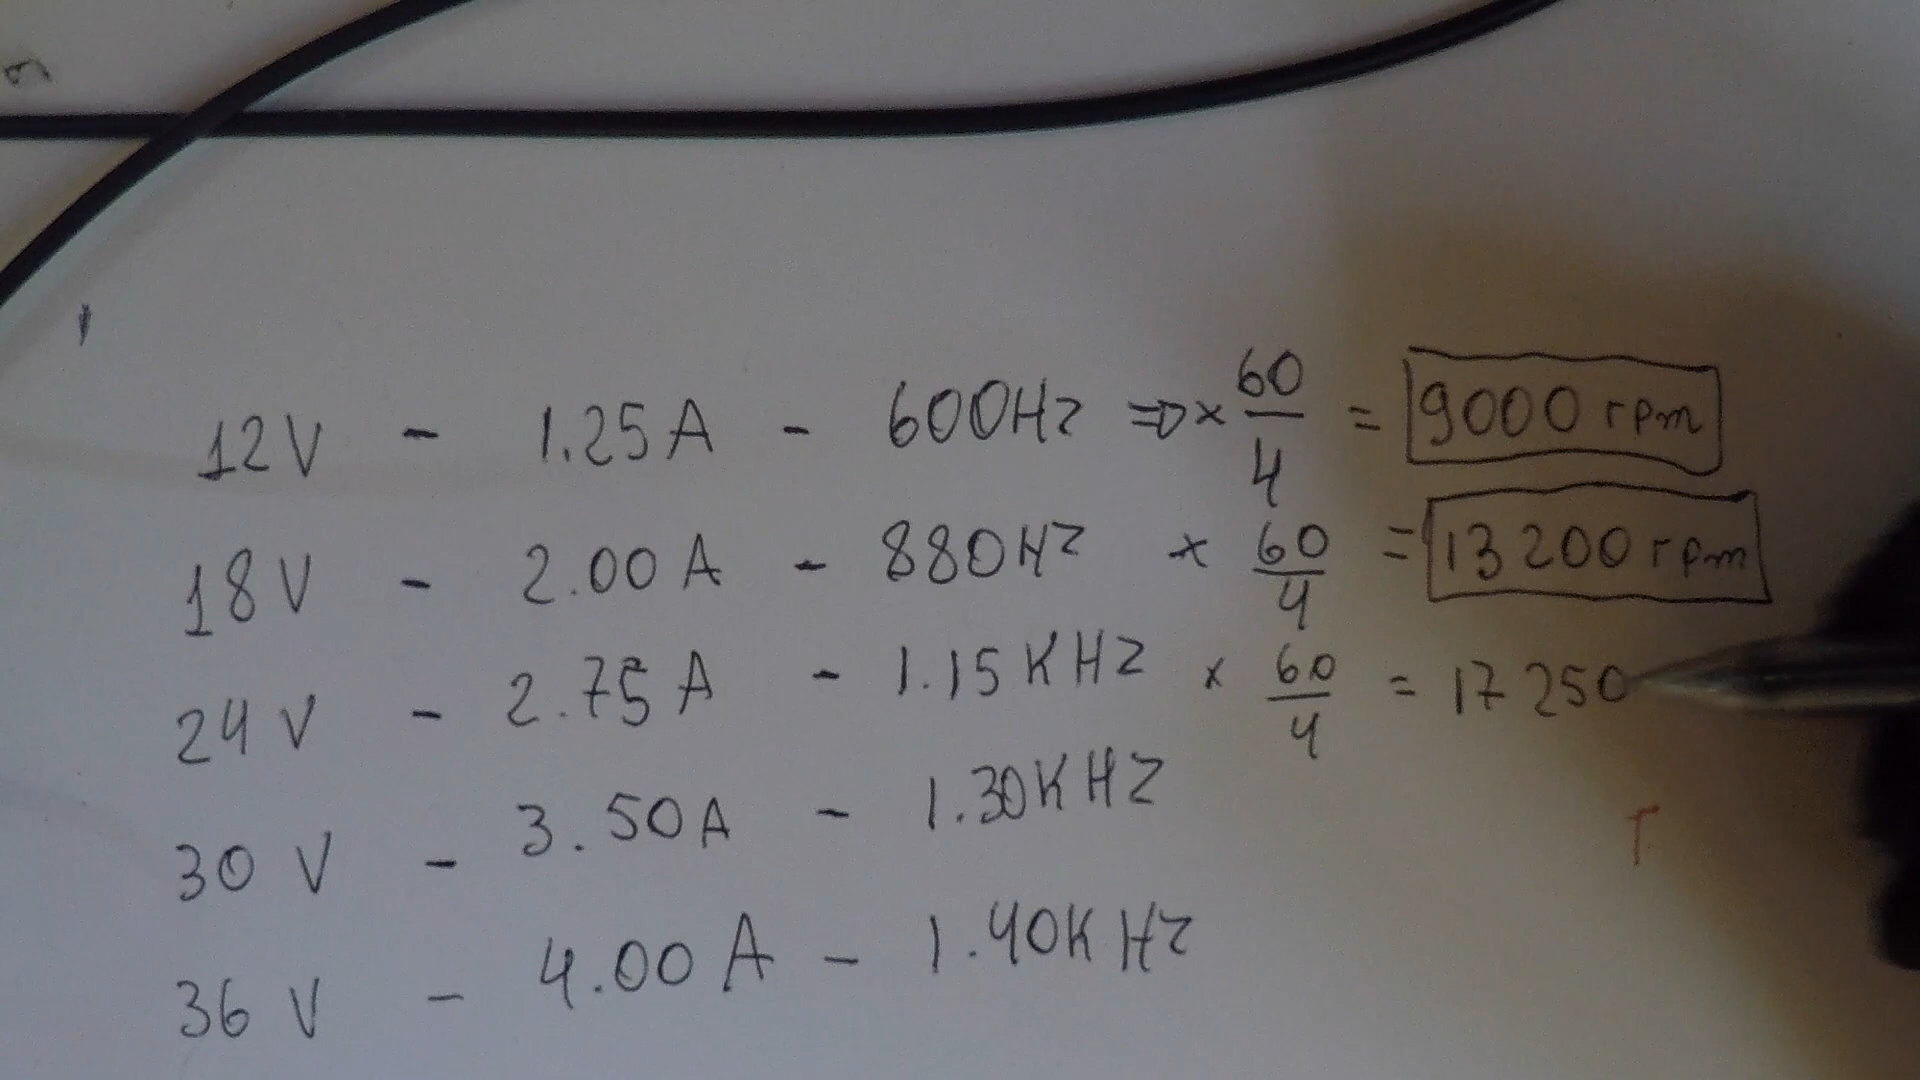 12V - 1.25A - 600Hz ⇒ x 60/4 = 9000 rpm
18V - 2.00A - 880Hz x 60/4 = 13200 rpm
24V - 2.75A - 1.15KHz x 60/4 = 17250
30V - 3.50A - 1.30KHz
36V - 4.00A - 1.40KHz